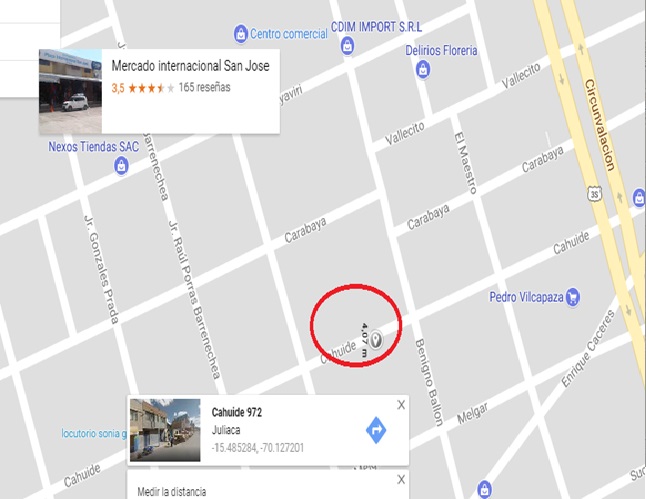 Centro comercial
CDIM IMPORT S.R.L
Mercado internacional San Jose
3,5
165 reseñas
Delirios Floreria
Vallecito
Circunvalacion
Nexos Tiendas SAC
Barrenechea
Vallecito
El Maestro
Carabaya
3S
Carabaya
Carabaya
Jr. Gonzales Prada
Jr. Raúl Porras Barrenechea
Cahuide
Pedro Vilcapaza
4,07 m
Cahuide
Benigno Ballon
Enrique Caceres
Melgar
Cahuide 972
Juliaca
-15.485284, -70.127201
X
locutorio sonia g
Cahuide
X
Medir la distancia